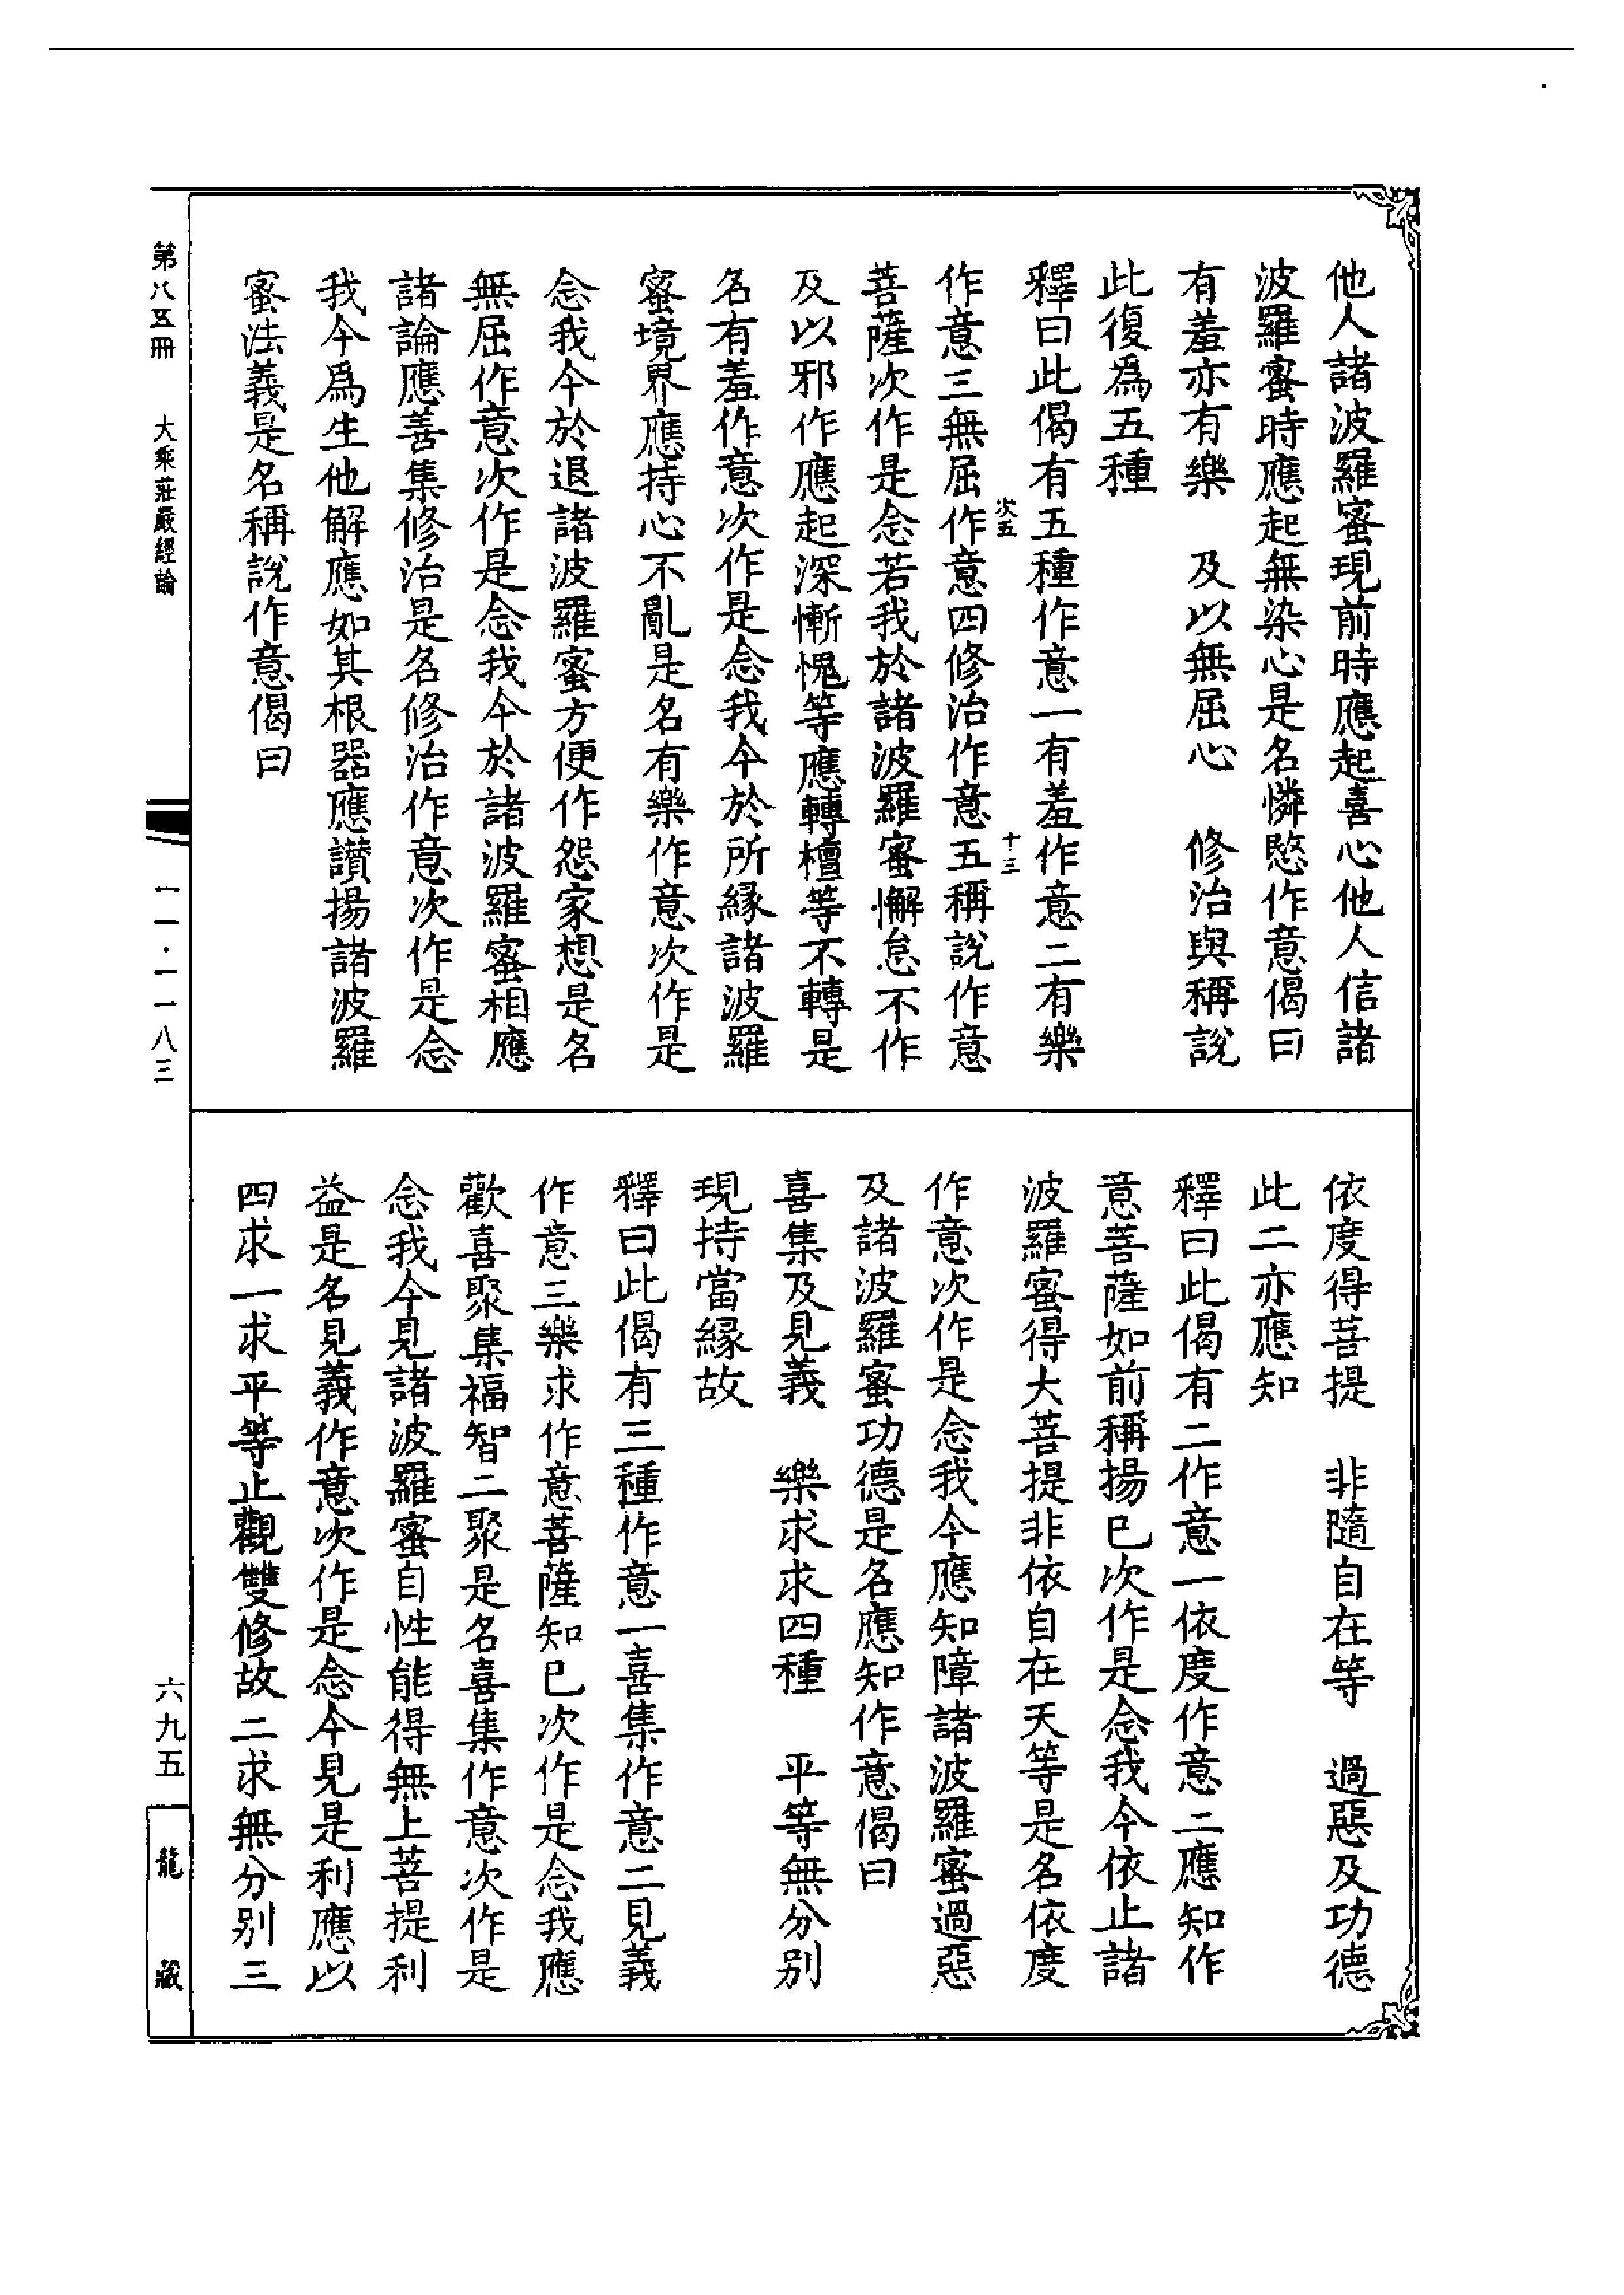 他人諸波羅蜜現前時應起喜心他人信諸
波羅蜜時應起無染心是名憐愍作意偈曰
有羞亦有樂　及以無屈心　修治與稱說
此復爲五種
釋曰此偈有五種作意一有羞作意二有樂
次五　十三
作意三無屈作意四修治作意五稱說作意
菩薩次作是念若我於諸波羅蜜懈怠不作
及以邪作應起深慚愧等應轉檀等不轉是
名有羞作意次作是念我今於所緣諸波羅
蜜境界應持心不亂是名有樂作意次作是
念我今於退諸波羅蜜方便作怨家想是名
無屈作意次作是念我今於諸波羅蜜相應
諸論應善集修治是名修治作意次作是念
我今爲生他解應如其根器應讚揚諸波羅
蜜法義是名稱說作意偈曰
依度得菩提　非隨自在等　過惡及功德
此二亦應知
釋曰此偈有二作意一依度作意二應知作
意菩薩如前稱揚已次作是念我今依止諸
波羅蜜得大菩提非依自在天等是名依度
作意次作是念我今應知障諸波羅蜜過惡
及諸波羅蜜功德是名應知作意偈曰
喜集及見義　樂求求四種　平等無分别
現持當緣故
釋曰此偈有三種作意一喜集作意二見義
作意三樂求作意菩薩知已次作是念我應
歡喜聚集福智二聚是名喜集作意次作是
念我今見諸波羅蜜自性能得無上菩提利
益是名見義作意次作是念今見是利應以
四求一求平等止觀雙修故二求無分别三
第八五冊　大乘莊嚴經論　一一·一一八三　六九五　龍藏